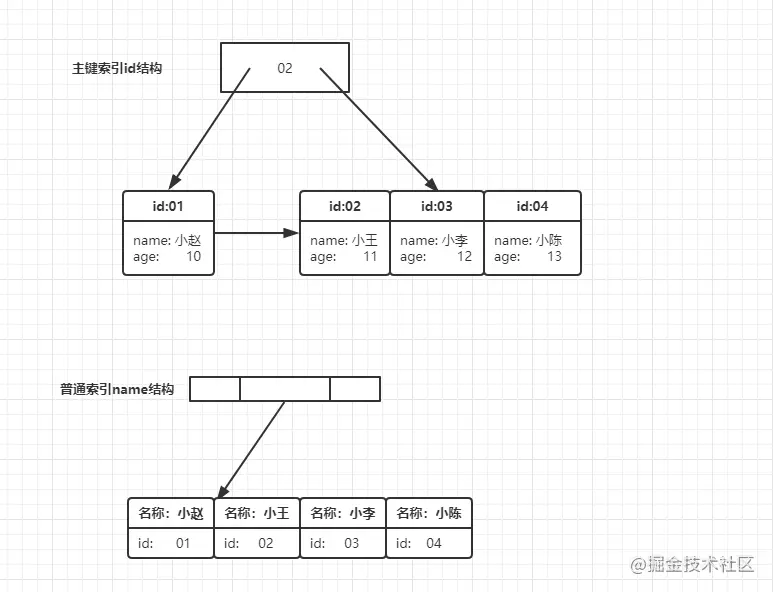 主键索引id结构
02
id:01
id:02
id:03
id:04
name: 小赵
age: 10
name: 小王
age: 11
name: 小李
age: 12
name: 小陈
age: 13
普通索引name结构
名称：小赵
名称：小王
名称：小李
名称：小陈
id: 01
id: 02
id: 03
id: 04
@掘金技术社区